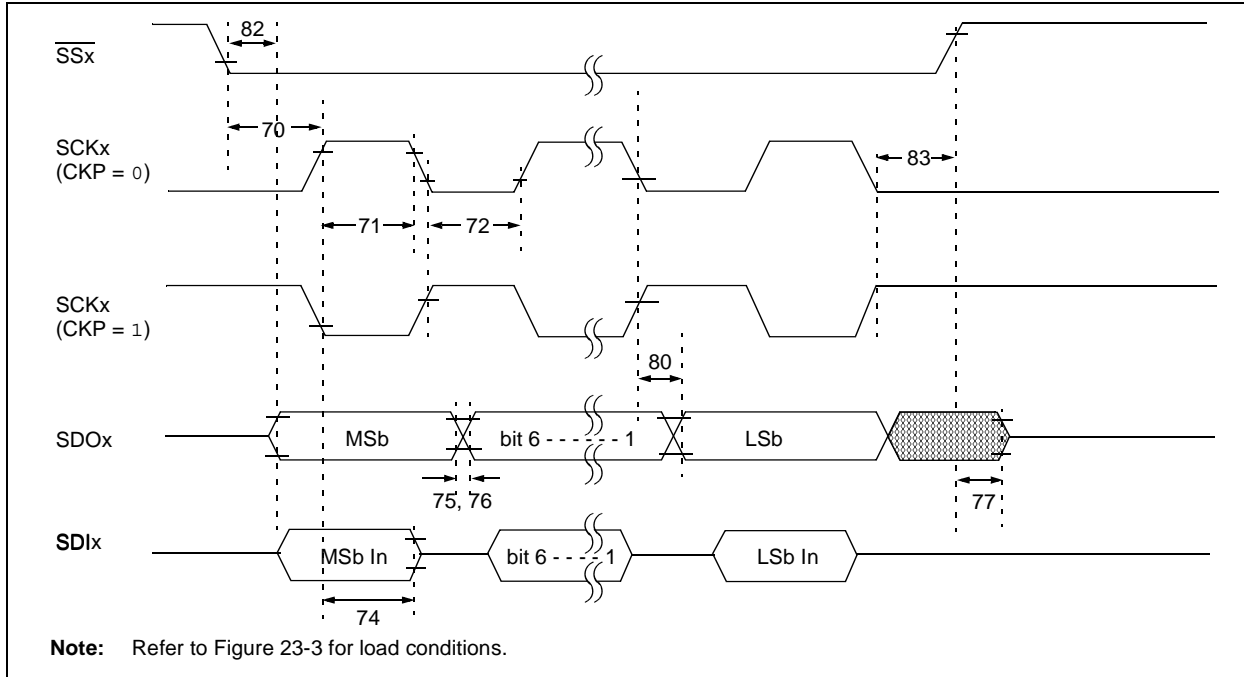 82
SSx
70
SCKx
(CKP = 0)
83
71
72
SCKx
(CKP = 1)
80
SDOx
MSb
bit 6 - - - - - - 1
LSb
75, 76
77
SDIx
MSb In
bit 6 - - - - - 1
LSb In
74
Note: Refer to Figure 23-3 for load conditions.